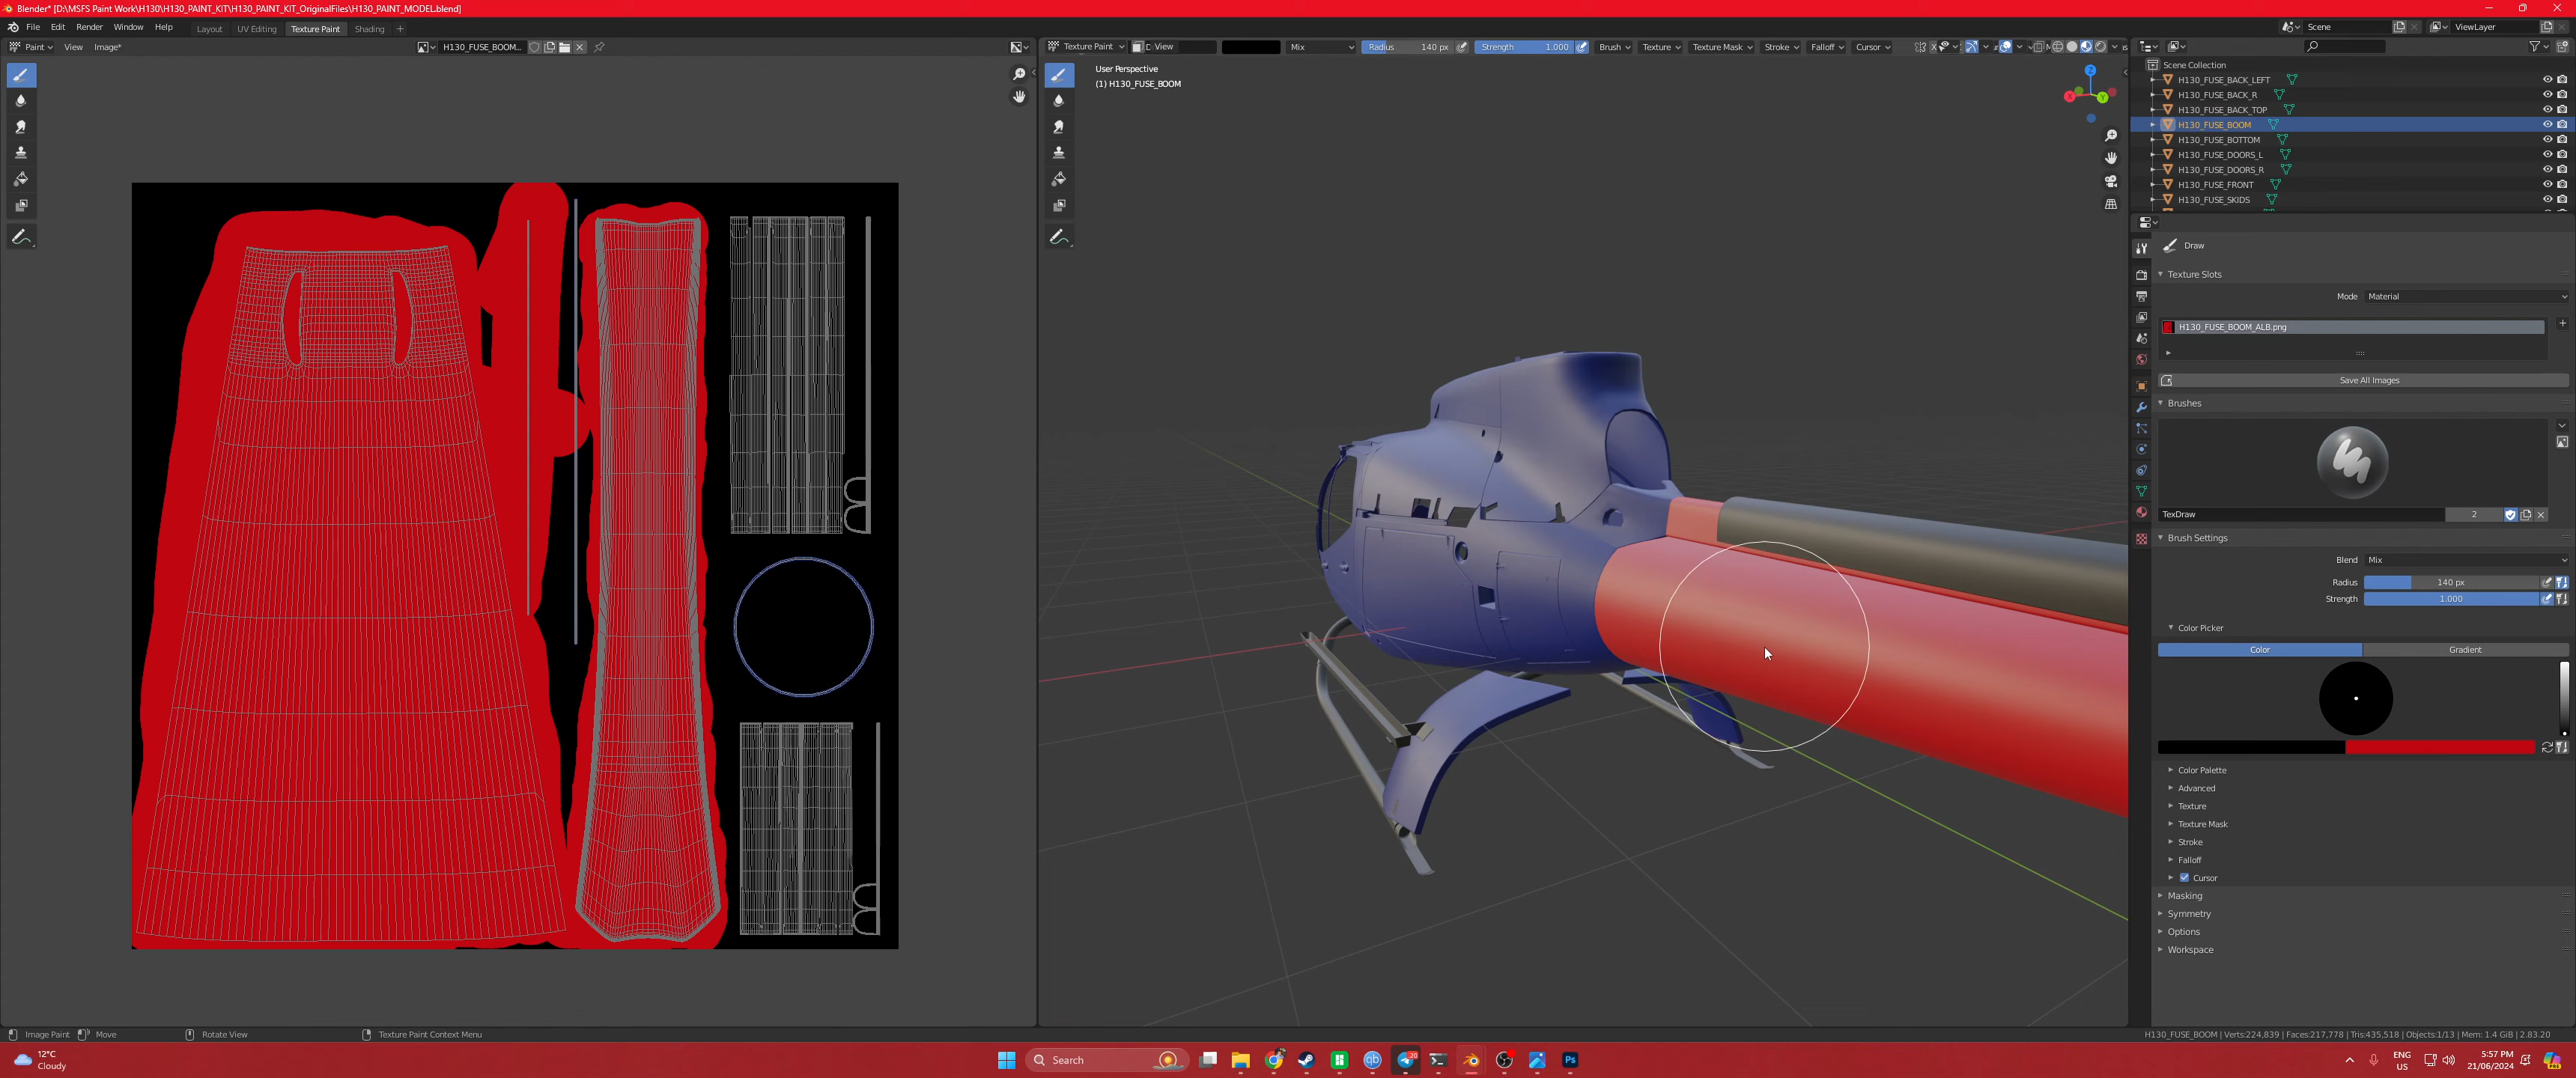 Blender* [D:\MSFS Paint Work\H130\H130_PAINT_KIT\H130_PAINT_KIT_OriginalFiles\H130_PAINT_MODEL.blend]
File Edit Render Window Help Layout UV Editing Texture Paint Shading + Scene ViewLayer
Paint View Image* H130_FUSE_BOOM... Texture Paint View Mix Radius 140 px Strength 1.000 Brush Texture Texture Mask Stroke Falloff Cursor X
User Perspective
(1) H130_FUSE_BOOM
Z
X
Y
Scene Collection
H130_FUSE_BACK_LEFT
H130_FUSE_BACK_R
H130_FUSE_BACK_TOP
H130_FUSE_BOOM
H130_FUSE_BOTTOM
H130_FUSE_DOORS_L
H130_FUSE_DOORS_R
H130_FUSE_FRONT
H130_FUSE_SKIDS
Draw
Texture Slots
Mode Material
H130_FUSE_BOOM_ALB.png
Save All Images
Brushes
TexDraw 2
Brush Settings
Blend Mix
Radius 140 px
Strength 1.000
Color Picker
Color Gradient
Color Palette
Advanced
Texture
Texture Mask
Stroke
Falloff
Cursor
Masking
Symmetry
Options
Workspace
Image Paint Move Rotate View Texture Paint Context Menu H130_FUSE_BOOM | Verts:224,839 | Faces:217,778 | Tris:435,518 | Objects:1/13 | Mem: 1.4 GiB | 2.83.20
12°C
Cloudy
Search
qb
Ps
ENG
US
5:57 PM
21/06/2024